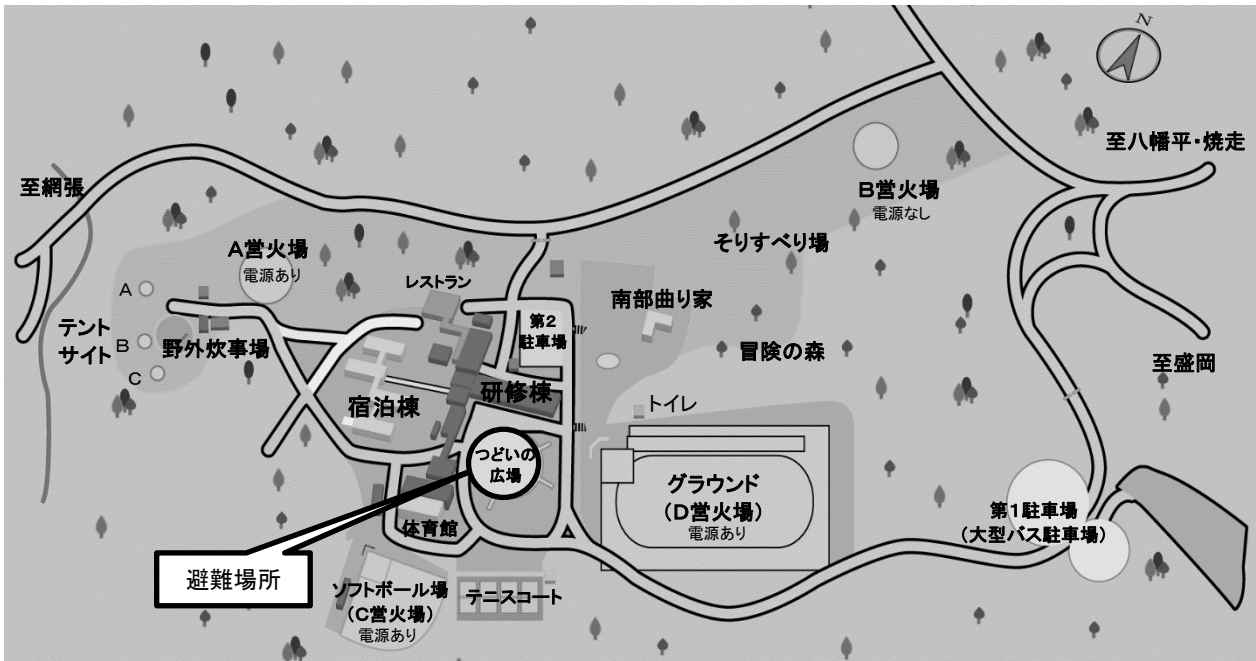 N
至八幡平・焼走
至網張
B営火場
電源なし
そりすべり場
A営火場
電源あり
レストラン
南部曲り家
A
第2
駐車場
テント
サイト
B
野外炊事場
冒険の森
至盛岡
C
宿泊棟
研修棟
トイレ
つどいの
広場
グラウンド
(D営火場)
電源あり
第1駐車場
(大型バス駐車場)
体育館
避難場所
ソフトボール場
(C営火場)
電源あり
テニスコート